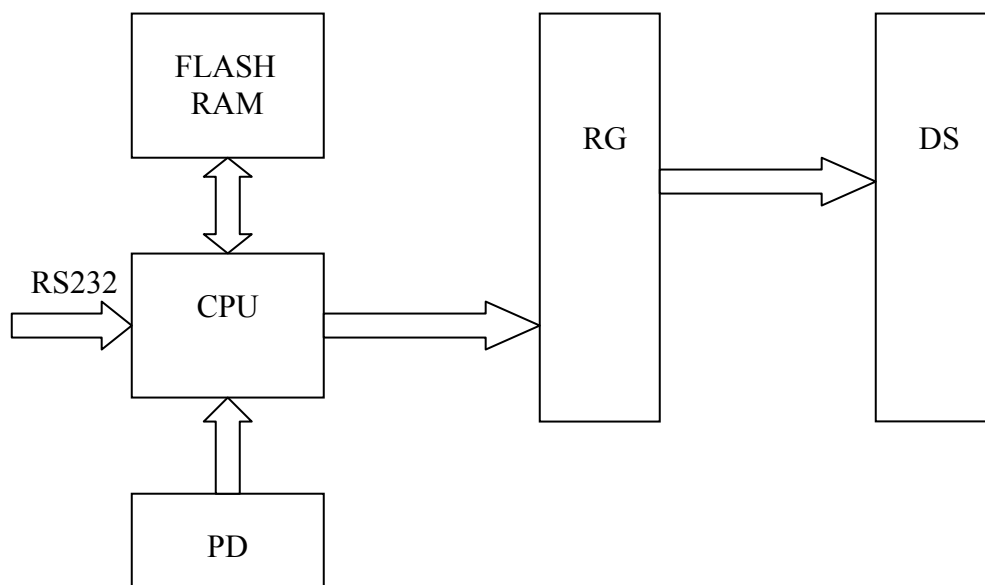 FLASH
RAM
RG
DS
RS232
CPU
PD